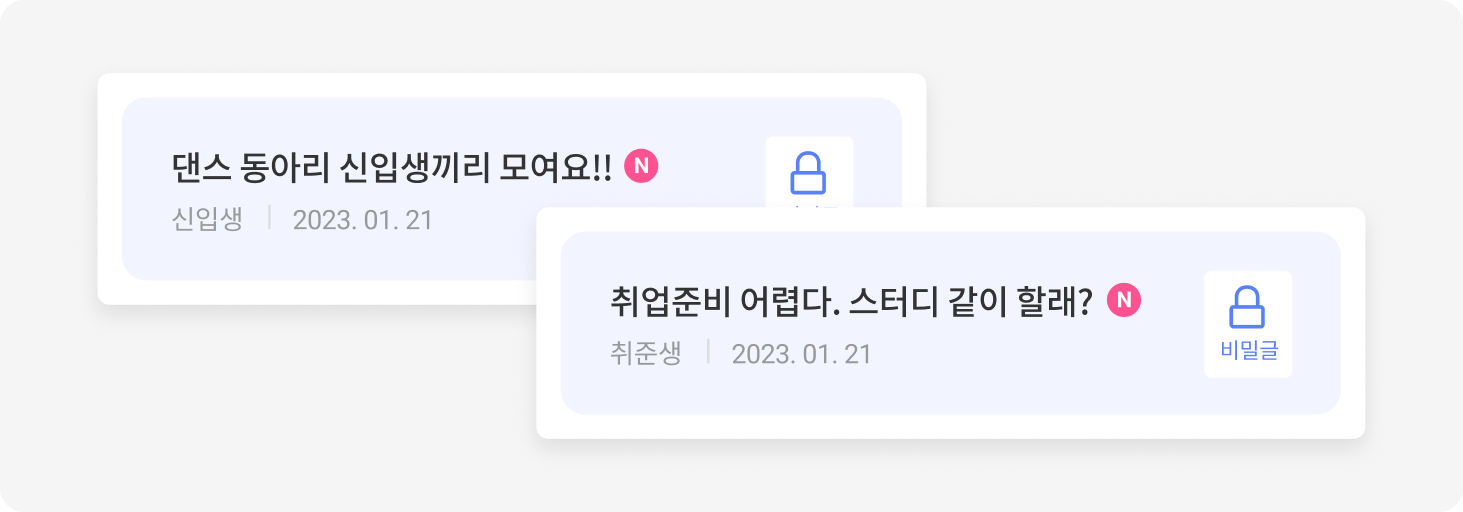 댄스 동아리 신입생끼리 모여요!! N
신입생 | 2023. 01. 21
취업준비 어렵다. 스터디 같이 할래? N
취준생 | 2023. 01. 21
비밀글